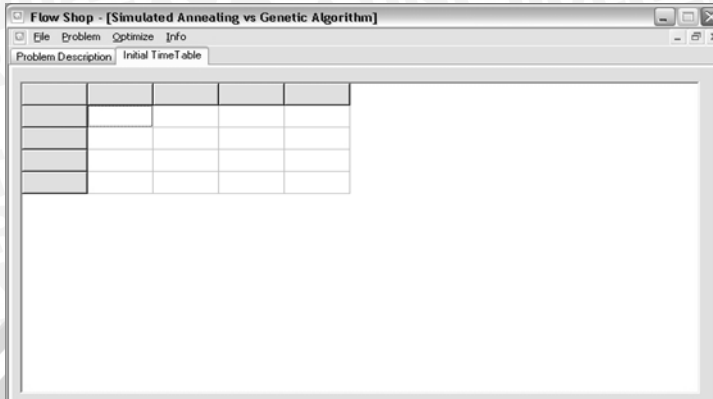 Flow Shop - [Simulated Annealing vs Genetic Algorithm]
File Problem Optimize Info
Problem Description Initial TimeTable